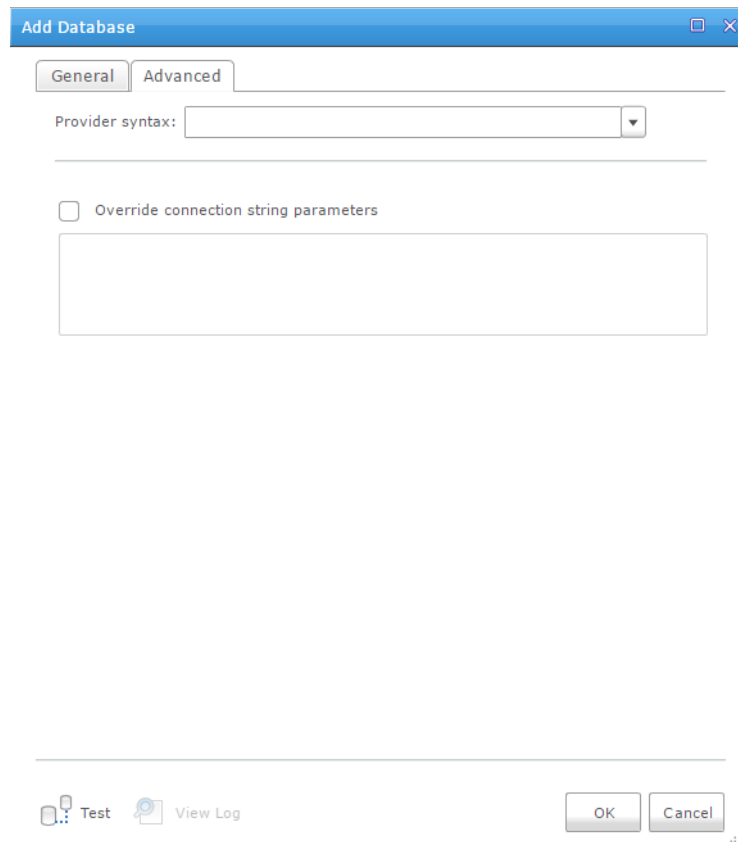 Add Database
General Advanced
Provider syntax:
Override connection string parameters
Test View Log OK Cancel